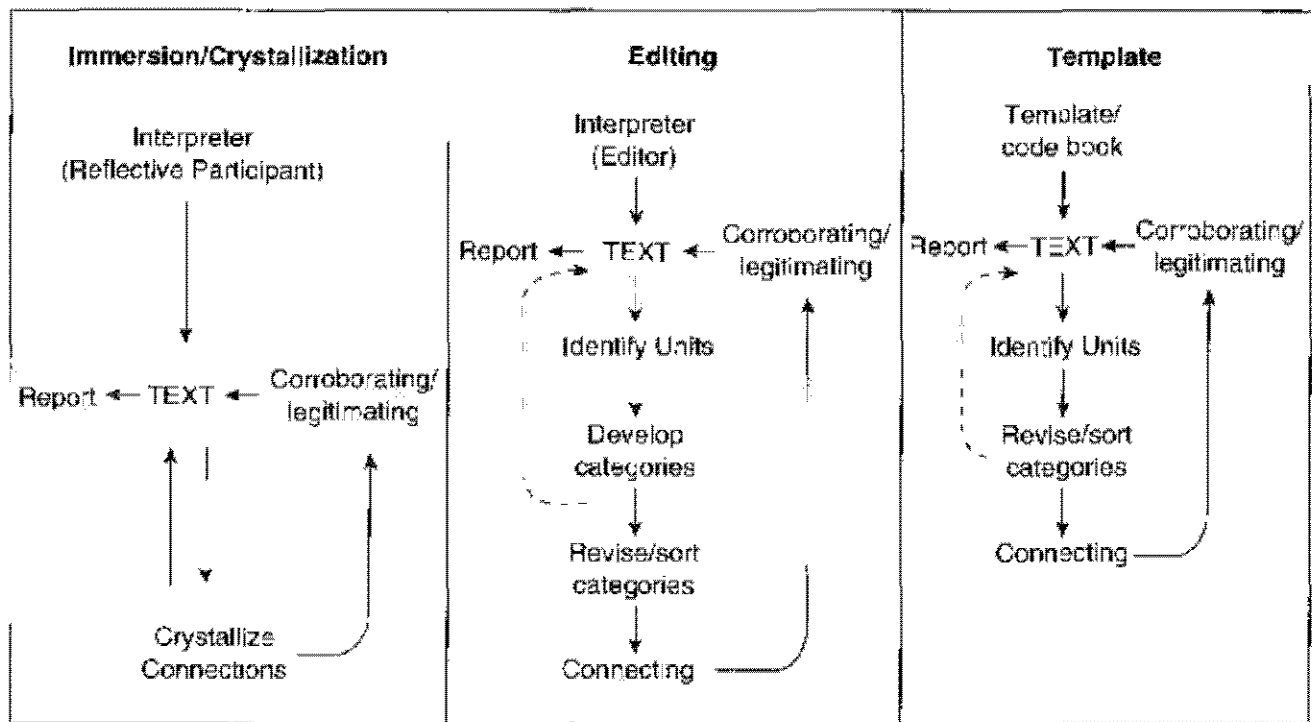 Immersion/Crystallization
Interpreter
(Reflective Participant)
Report
TEXT
Corroborating/
legitimating
Crystallize
Connections
Editing
Interpreter
(Editor)
Report
TEXT
Corroborating/
legitimating
Identify Units
Develop
categories
Revise/sort
categories
Connecting
Template
Template/
code book
Report
TEXT
Corroborating/
legitimating
Identify Units
Revise/sort
categories
Connecting